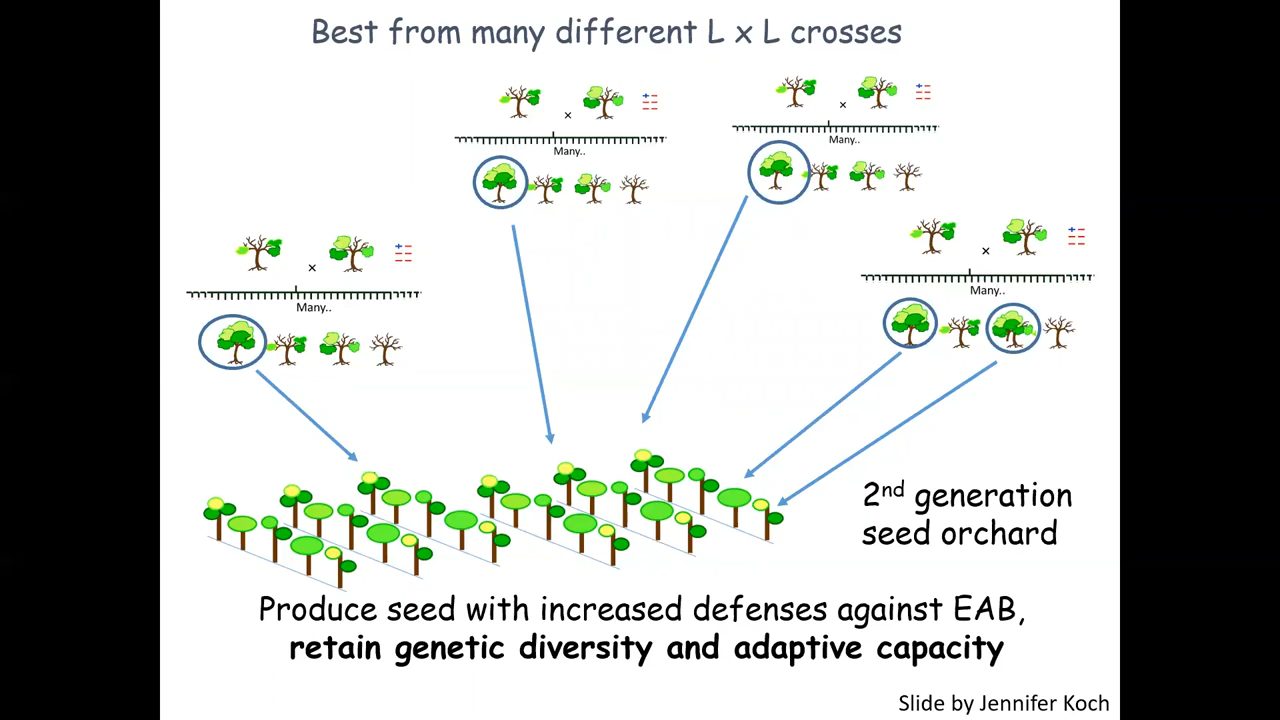 Best from many different L x L crosses
x
Many..
x
Many..
x
Many..
x
Many..
2nd generation
seed orchard
Produce seed with increased defenses against EAB,
retain genetic diversity and adaptive capacity
Slide by Jennifer Koch